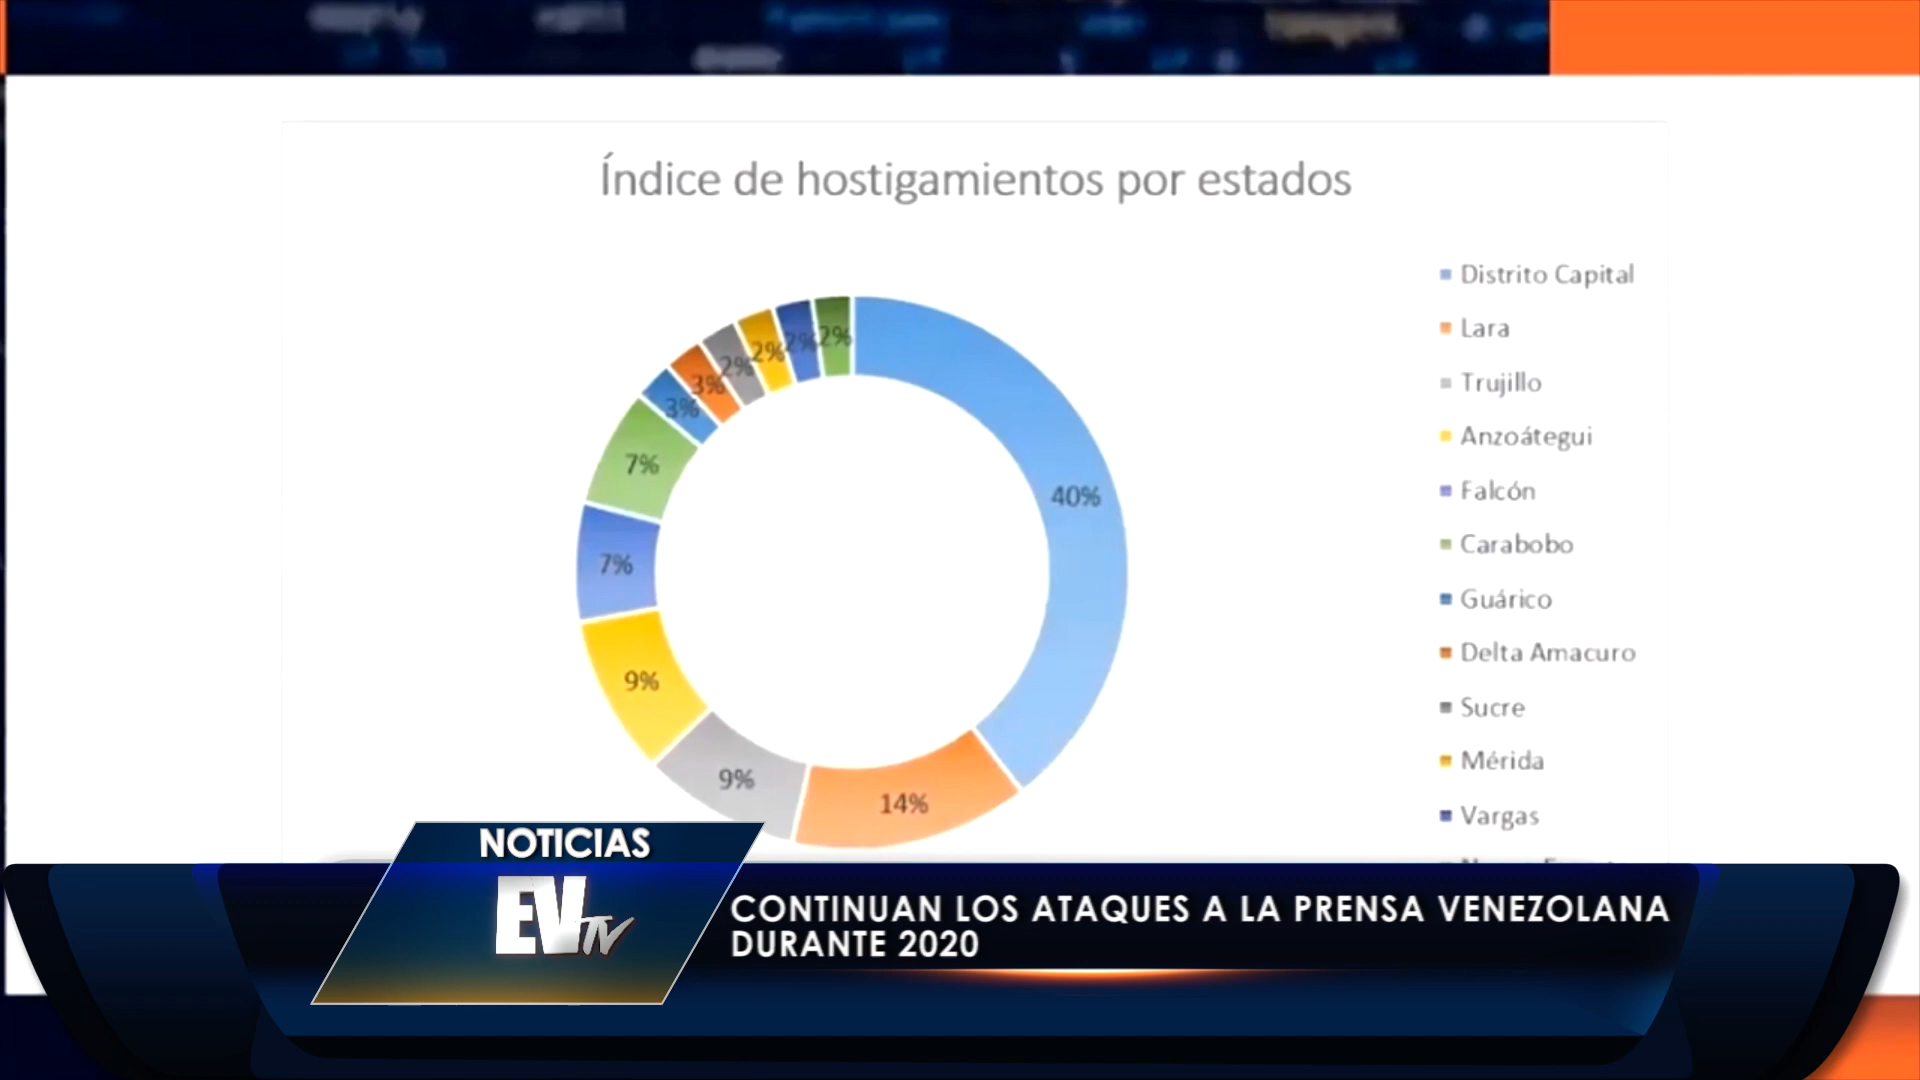 Índice de hostigamientos por estados
Distrito Capital
Lara
Trujillo
Anzoátegui
Falcón
Carabobo
Guárico
Delta Amacuro
Sucre
Mérida
Vargas
40%
14%
9%
9%
7%
7%
3%
3%
2%
2%
2%
2%
NOTICIAS
EVTV
CONTINUAN LOS ATAQUES A LA PRENSA VENEZOLANA
DURANTE 2020